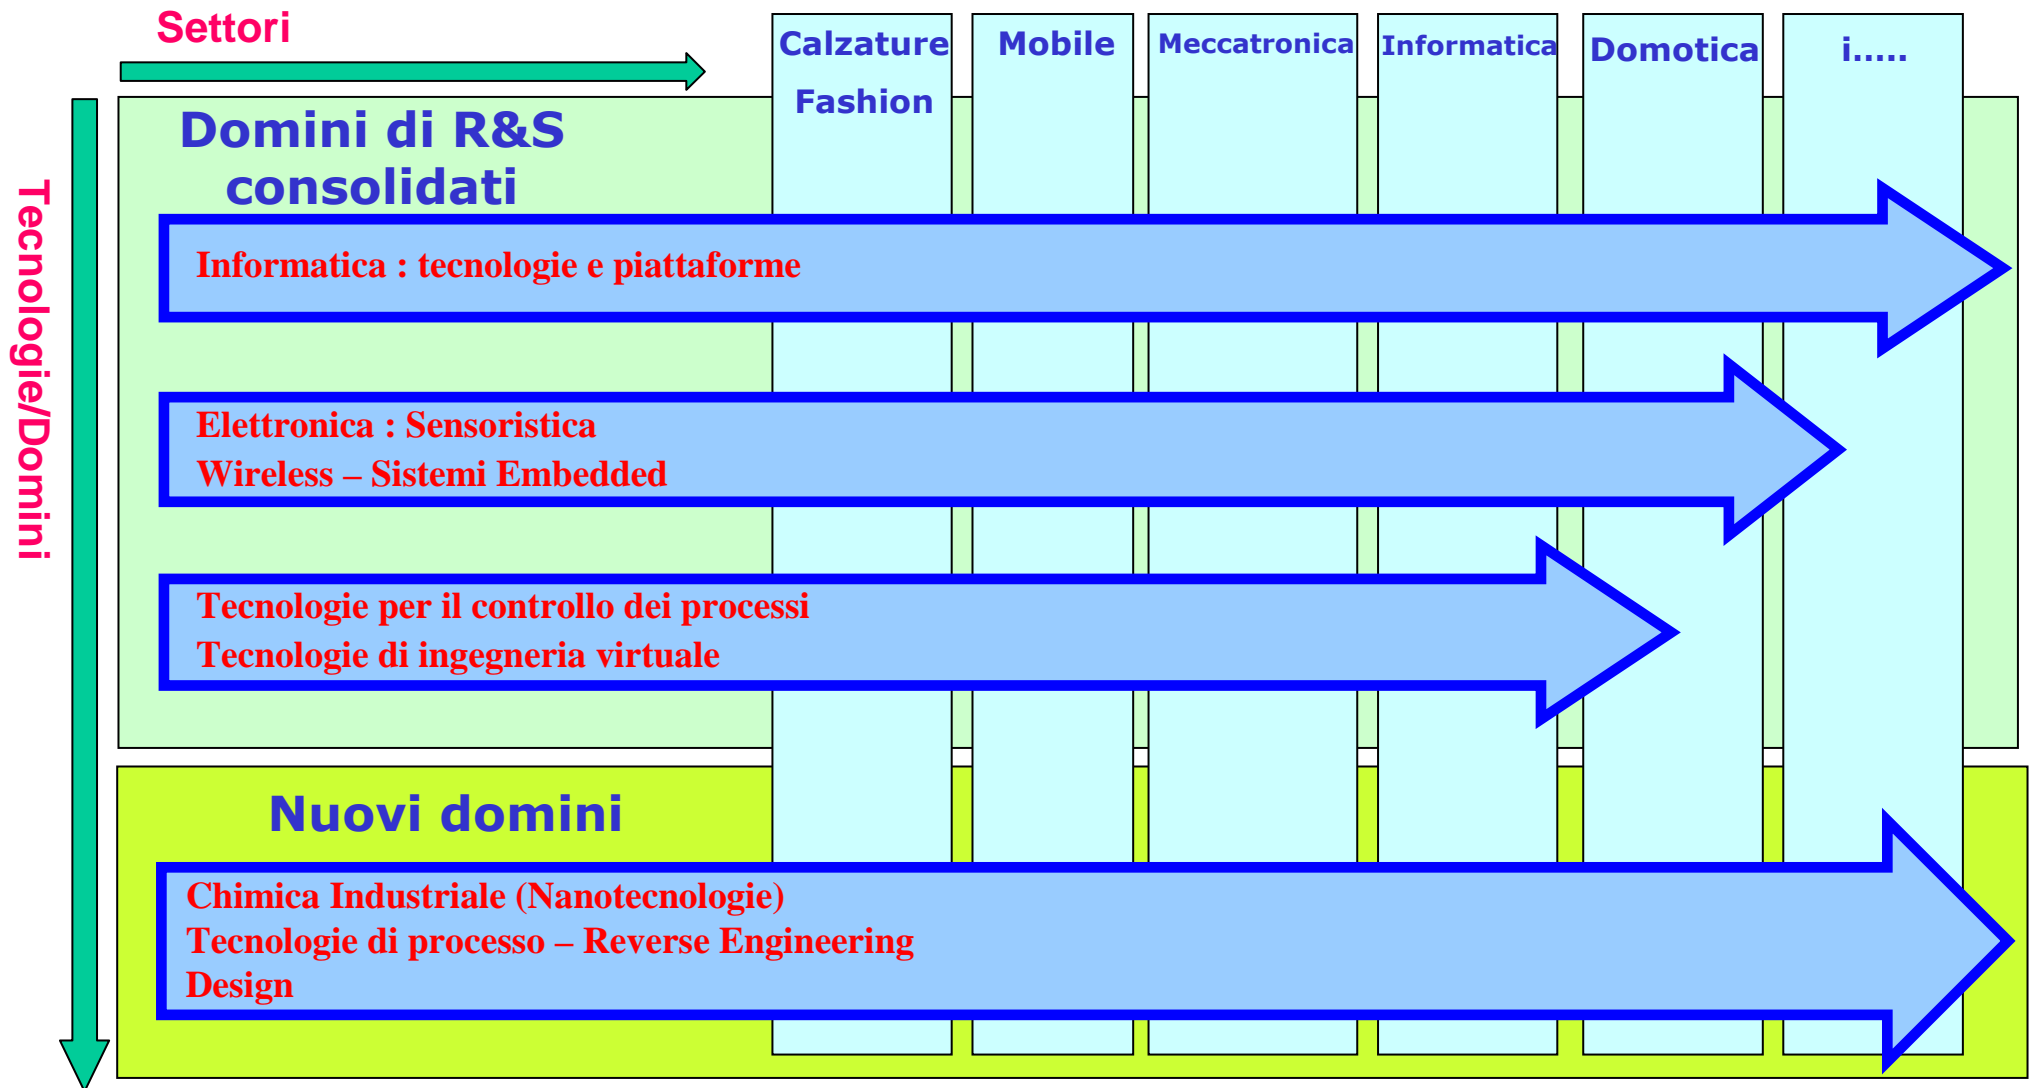 Settori
Calzature
Fashion
Mobile
Meccatronica
Informatica
Domotica
i.....
Tecnologie/Domini
Domini di R&S
consolidati
Informatica : tecnologie e piattaforme
Elettronica : Sensoristica
Wireless – Sistemi Embedded
Tecnologie per il controllo dei processi
Tecnologie di ingegneria virtuale
Nuovi domini
Chimica Industriale (Nanotecnologie)
Tecnologie di processo – Reverse Engineering
Design